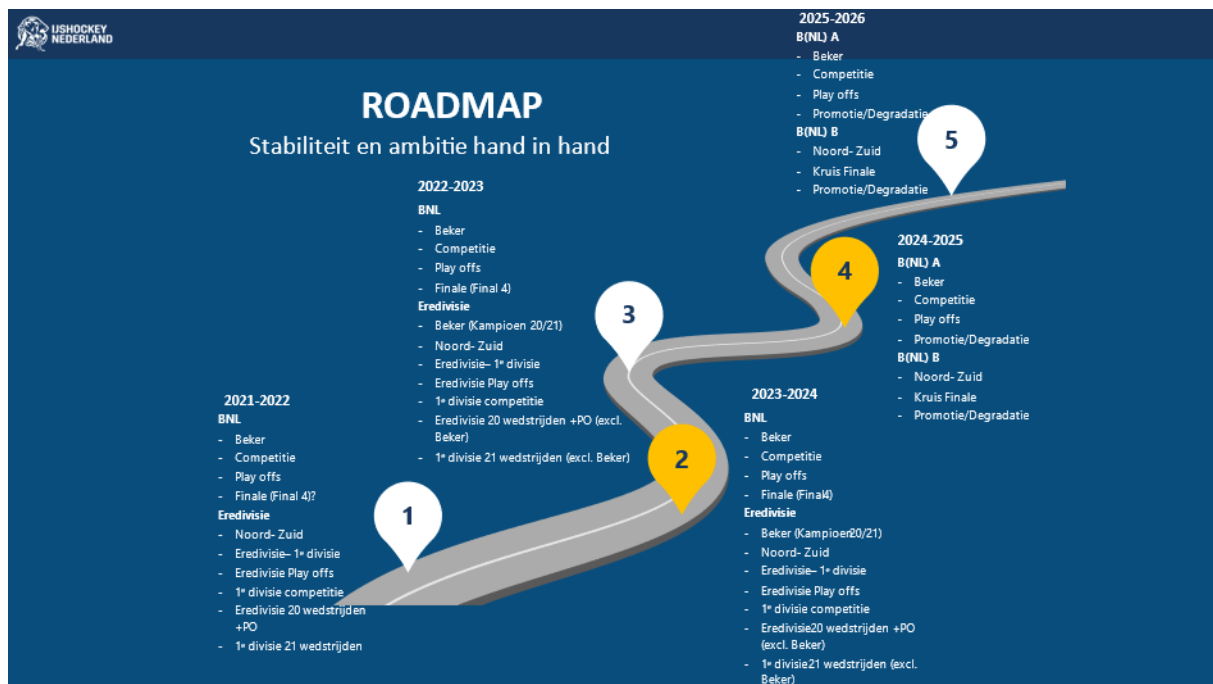 IJSHOCKEY
NEDERLAND
ROADMAP
Stabiliteit en ambitie hand in hand
2021-2022
BNL
- Beker
- Competitie
- Play offs
- Finale (Final 4)?
Eredivisie
- Noord- Zuid
- Eredivisie– 1e divisie
- Eredivisie Play offs
- 1e divisie competitie
- Eredivisie 20 wedstrijden
+PO
- 1e divisie 21 wedstrijden
1
2022-2023
BNL
- Beker
- Competitie
- Play offs
- Finale (Final 4)
Eredivisie
- Beker (Kampioen 20/21)
- Noord- Zuid
- Eredivisie– 1e divisie
- Eredivisie Play offs
- 1e divisie competitie
- Eredivisie 20 wedstrijden +PO (excl.
Beker)
- 1e divisie 21 wedstrijden (excl. Beker)
2
3
2023-2024
BNL
- Beker
- Competitie
- Play offs
- Finale (Final4)
Eredivisie
- Beker (Kampioen20/21)
- Noord- Zuid
- Eredivisie– 1e divisie
- Eredivisie Play offs
- 1e divisie competitie
- Eredivisie20 wedstrijden +PO
(excl. Beker)
- 1e divisie21 wedstrijden (excl.
Beker)
4
2024-2025
B(NL) A
- Beker
- Competitie
- Play offs
- Promotie/Degradatie
B(NL) B
- Noord- Zuid
- Kruis Finale
- Promotie/Degradatie
5
2025-2026
B(NL) A
- Beker
- Competitie
- Play offs
- Promotie/Degradatie
B(NL) B
- Noord- Zuid
- Kruis Finale
- Promotie/Degradatie